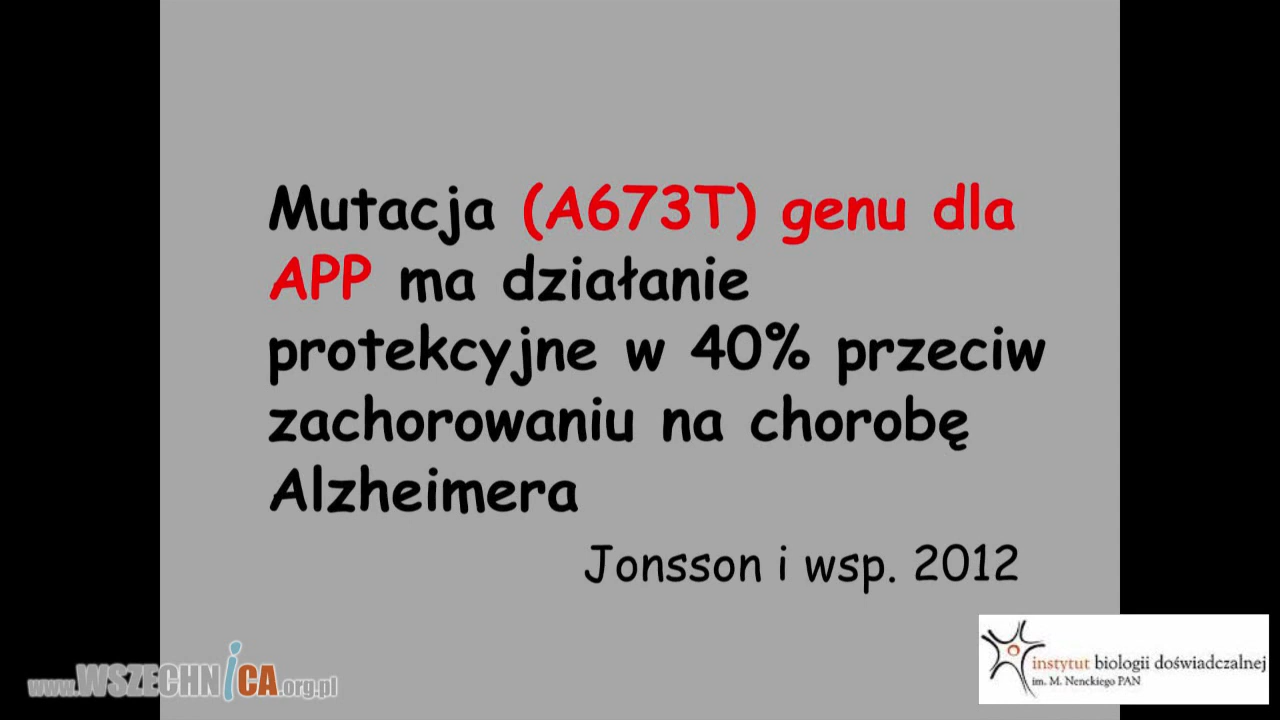 Mutacja (A673T) genu dla
APP ma działanie
protekcyjne w 40% przeciw
zachorowaniu na chorobę
Alzheimera
Jonsson i wsp. 2012
www.WSZECHNiCA.org.pl
instytut biologii doświadczalnej
im. M. Nenckiego PAN